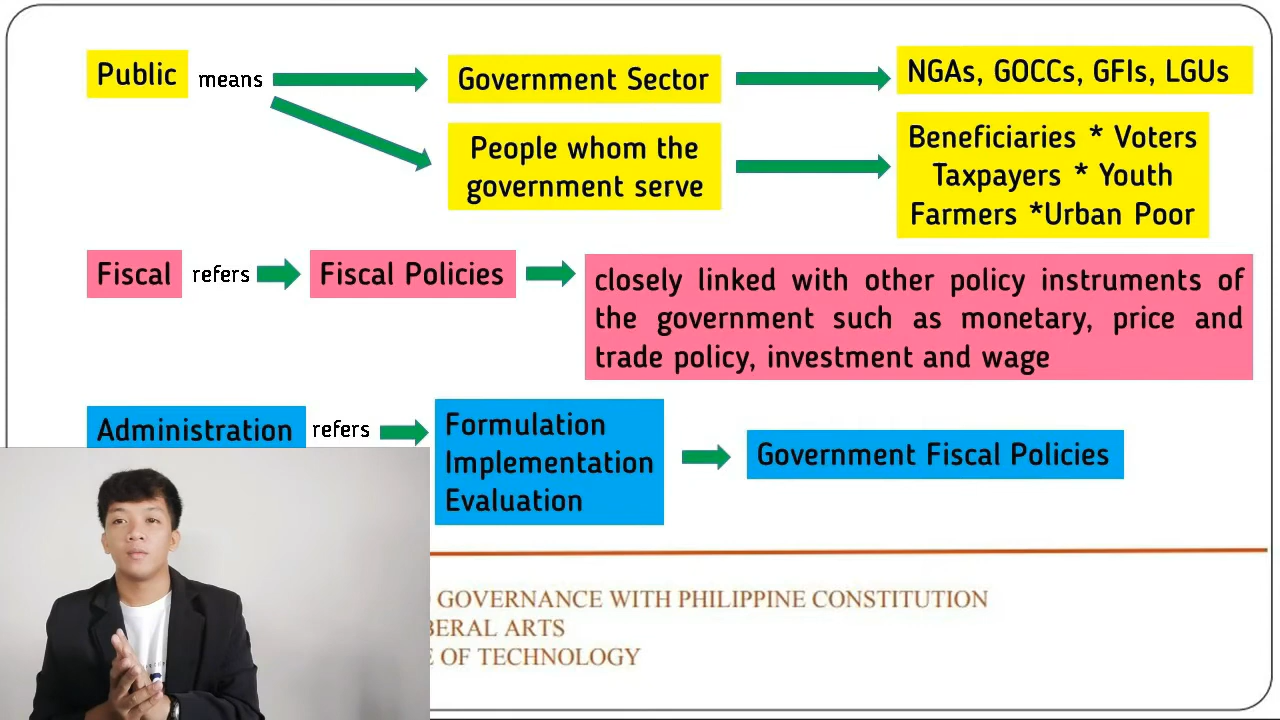 Public means Government Sector NGAs, GOCCs, GFIs, LGUs
People whom the
government serve
Beneficiaries * Voters
Taxpayers * Youth
Farmers *Urban Poor
Fiscal refers Fiscal Policies
closely linked with other policy instruments of
the government such as monetary, price and
trade policy, investment and wage
Administration refers
Formulation
Implementation
Evaluation
Government Fiscal Policies
GOVERNANCE WITH PHILIPPINE CONSTITUTION
BERAL ARTS
E OF TECHNOLOGY